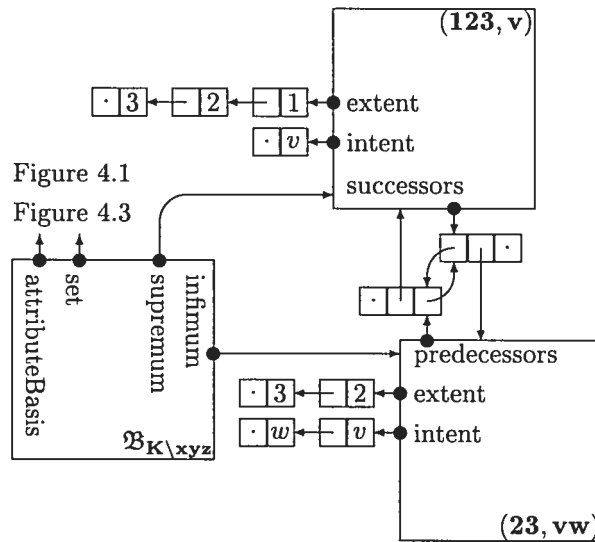 (123, v)
· 3 2 1 extent
· v intent
successors
Figure 4.1
Figure 4.3
·
attributeBasis
set
supremum
infimum
·
predecessors
· 3 2 extent
· w v intent
𝔅K\xyz
(23, vw)